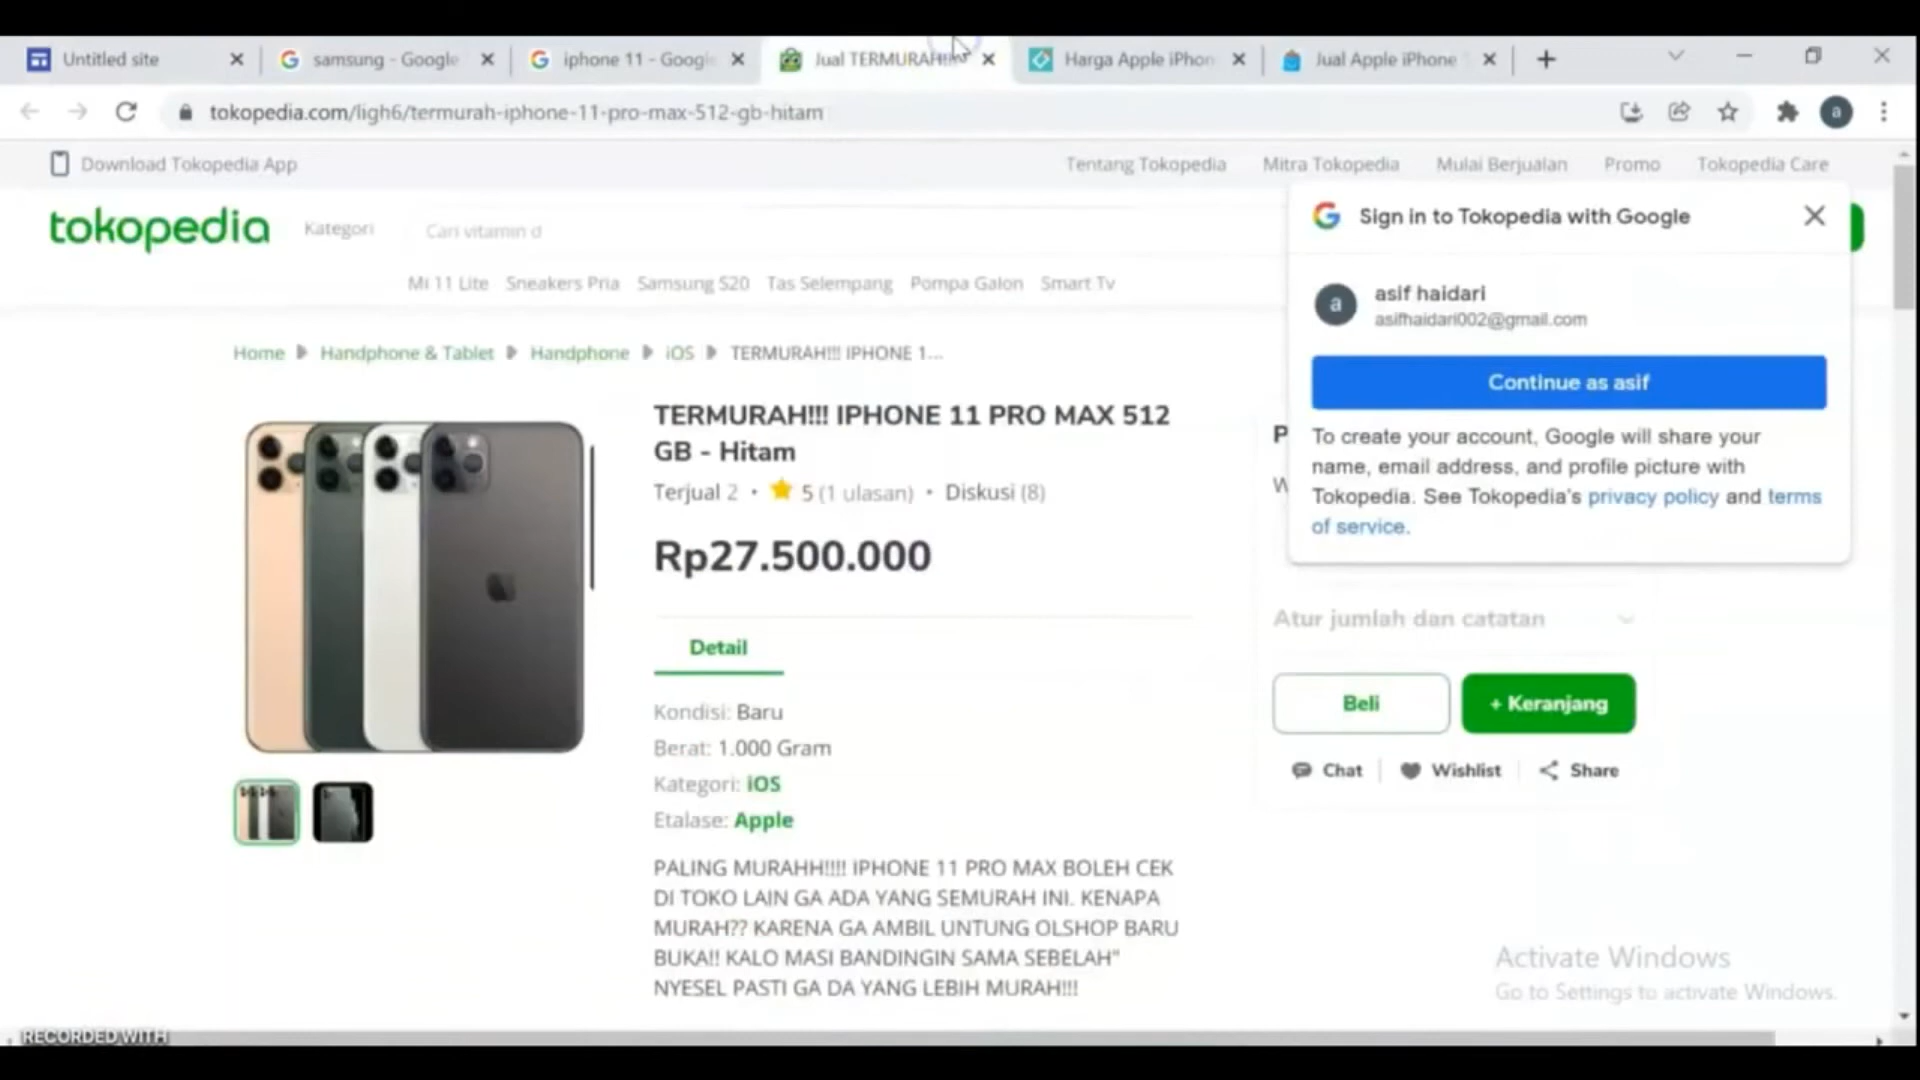 Untitled site
samsung - Google
iphone 11 - Google
Jual TERMURAH!!!
Harga Apple iPhon
Jual Apple iPhone
tokopedia.com/ligh6/termurah-iphone-11-pro-max-512-gb-hitam
a
Download Tokopedia App
Tentang Tokopedia
Mitra Tokopedia
Mulai Berjualan
Promo
Tokopedia Care
tokopedia
Kategori
Cari vitamin d
Mi 11 Lite
Sneakers Pria
Samsung S20
Tas Selempang
Pompa Galon
Smart Tv
Sign in to Tokopedia with Google
a
asif haidari
asifhaidari002@gmail.com
Continue as asif
To create your account, Google will share your
name, email address, and profile picture with
Tokopedia. See Tokopedia's privacy policy and terms
of service.
Home
Handphone & Tablet
Handphone
iOS
TERMURAH!!! IPHONE 1...
TERMURAH!!! IPHONE 11 PRO MAX 512
GB - Hitam
Terjual 2 • 5 (1 ulasan) • Diskusi (8)
Rp27.500.000
Detail
Kondisi: Baru
Berat: 1.000 Gram
Kategori: iOS
Etalase: Apple
PALING MURAHH!!!! IPHONE 11 PRO MAX BOLEH CEK
DI TOKO LAIN GA ADA YANG SEMURAH INI. KENAPA
MURAH?? KARENA GA AMBIL UNTUNG OLSHOP BARU
BUKA!! KALO MASI BANDINGIN SAMA SEBELAH"
NYESEL PASTI GA DA YANG LEBIH MURAH!!!
Atur jumlah dan catatan
Beli
+ Keranjang
Chat
Wishlist
Share
Activate Windows
Go to Settings to activate Windows.
RECORDED WITH